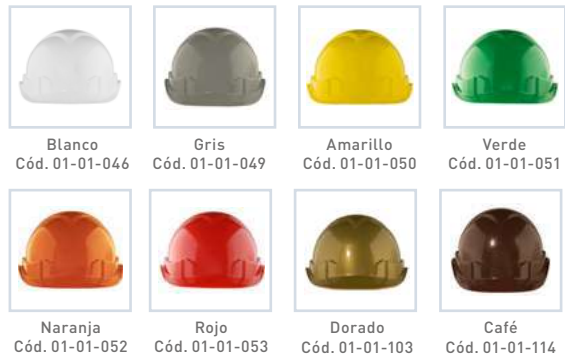 Blanco
Cód. 01-01-046
Gris
Cód. 01-01-049
Amarillo
Cód. 01-01-050
Verde
Cód. 01-01-051
Naranja
Cód. 01-01-052
Rojo
Cód. 01-01-053
Dorado
Cód. 01-01-103
Café
Cód. 01-01-114